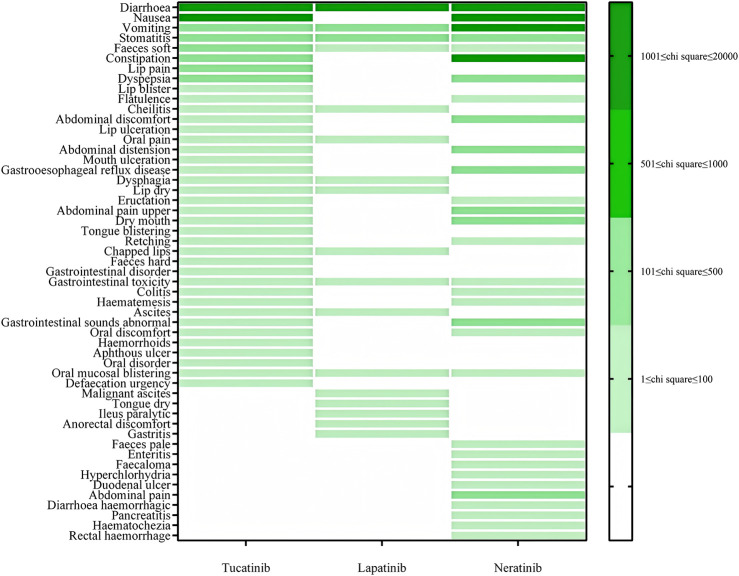 Diarrhoea
Nausea
Vomiting
Stomatitis
Faeces soft
Constipation
Lip pain
Dyspepsia
Lip blister
Flatulence
Cheilitis
Abdominal discomfort
Lip ulceration
Oral pain
Abdominal distension
Mouth ulceration
Gastrooesophageal reflux disease
Dysphagia
Lip dry
Eructation
Abdominal pain upper
Dry mouth
Tongue blistering
Retching
Chapped lips
Faeces hard
Gastrointestinal disorder
Gastrointestinal toxicity
Colitis
Haematemesis
Ascites
Gastrointestinal sounds abnormal
Oral discomfort
Haemorrhoids
Aphthous ulcer
Oral disorder
Oral mucosal blistering
Defaecation urgency
Malignant ascites
Tongue dry
Ileus paralytic
Anorectal discomfort
Gastritis
Faeces pale
Enteritis
Faecaloma
Hyperchlorhydria
Duodenal ulcer
Abdominal pain
Diarrhoea haemorrhagic
Pancreatitis
Haematochezia
Rectal haemorrhage
Tucatinib Lapatinib Neratinib
1001≤chi square≤20000
501≤chi square≤1000
101≤chi square≤500
1≤chi square≤100